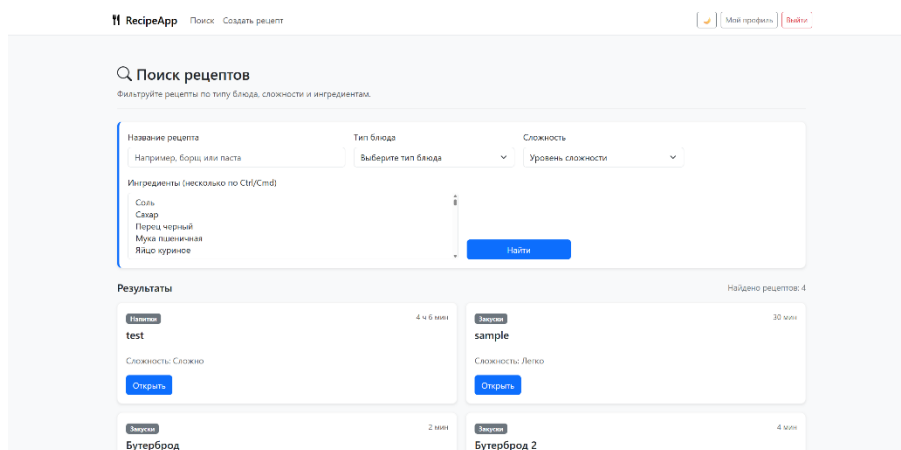 RecipeApp Поиск Создать рецепт Мой профиль Выйти
Поиск рецептов
Фильтруйте рецепты по типу блюда, сложности и ингредиентам.
Название рецепта Тип блюда Сложность
Например, борщ или паста Выберите тип блюда Уровень сложности
Ингредиенты (несколько по Ctrl/Cmd)
Соль
Сахар
Перец черный
Мука пшеничная
Яйцо куриное
Найти
Результаты Найдено рецептов: 4
Напитки 4 ч 6 мин
test
Сложность: Сложно
Открыть
Закуски 30 мин
sample
Сложность: Легко
Открыть
Закуски 2 мин
Бутерброд
Закуски 4 мин
Бутерброд 2